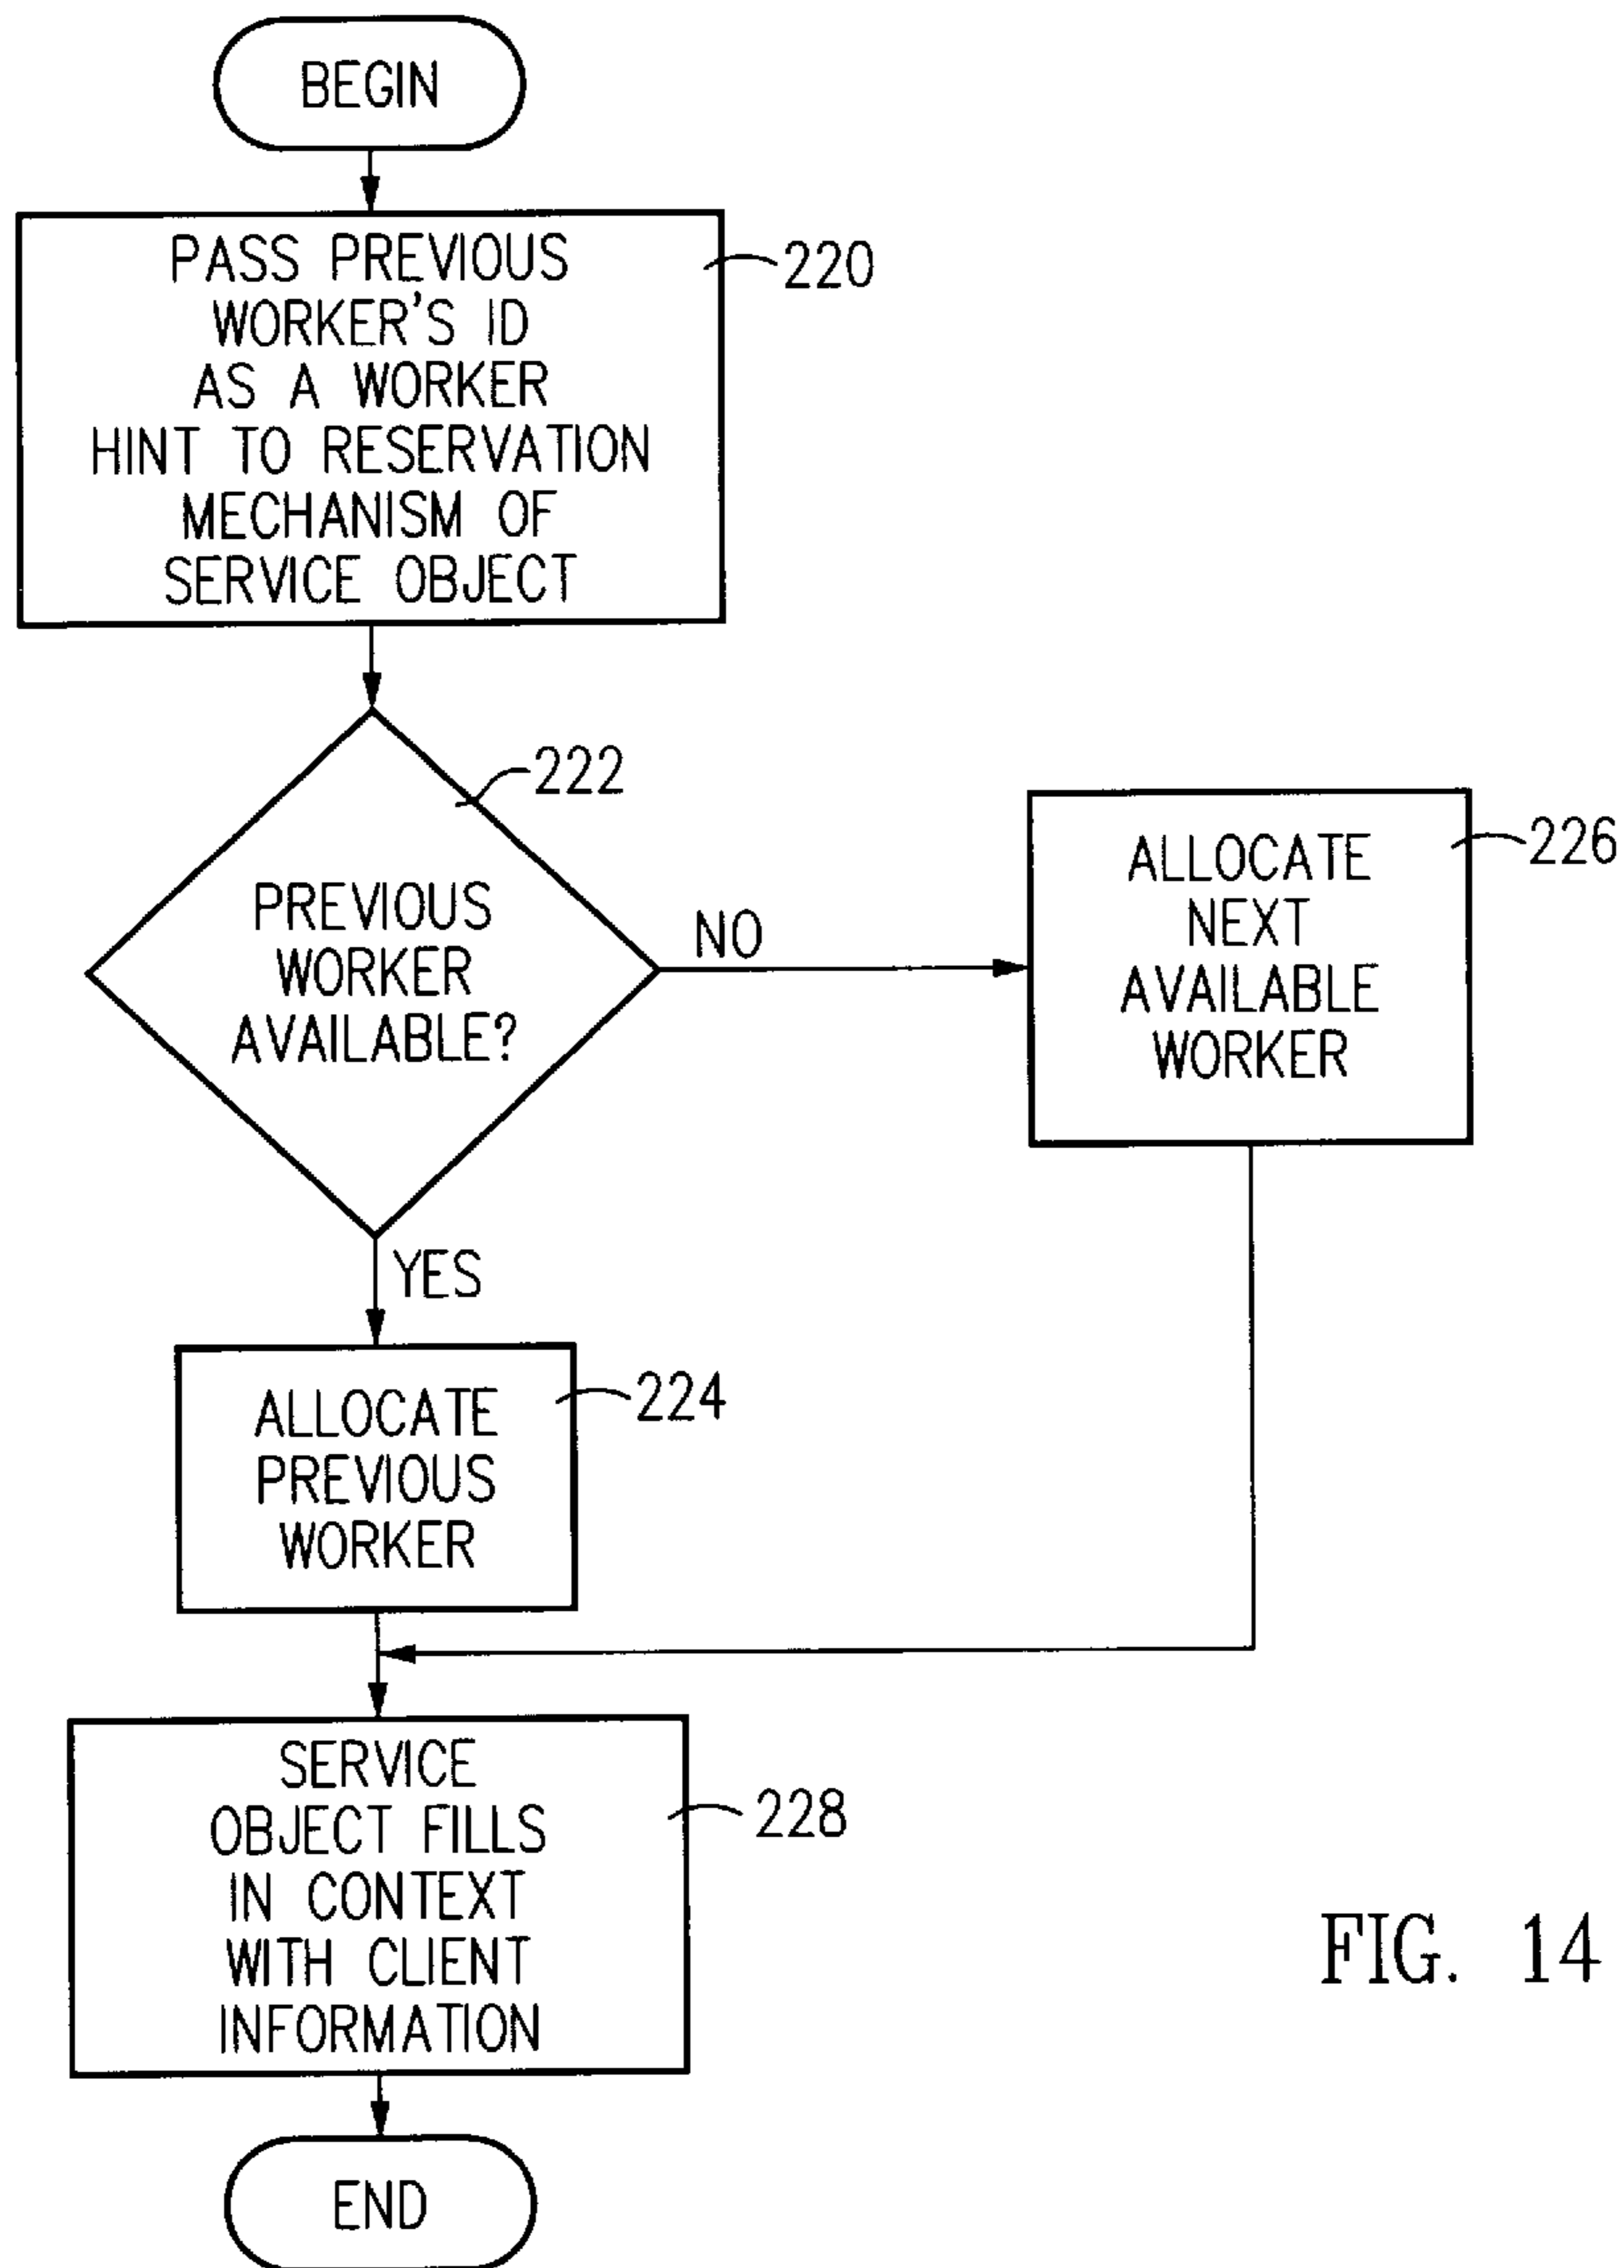 BEGIN
PASS PREVIOUS
WORKER'S ID
AS A WORKER
HINT TO RESERVATION
MECHANISM OF
SERVICE OBJECT
220
222
PREVIOUS
WORKER
AVAILABLE?
NO
ALLOCATE
NEXT
AVAILABLE
WORKER
226
YES
ALLOCATE
PREVIOUS
WORKER
224
SERVICE
OBJECT FILLS
IN CONTEXT
WITH CLIENT
INFORMATION
228
END
FIG. 14